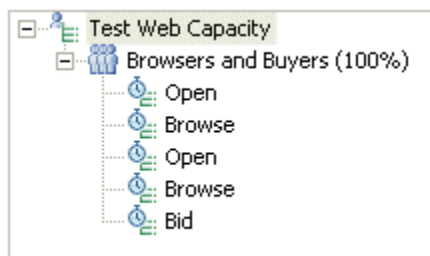 Test Web Capacity
Browsers and Buyers (100%)
Open
Browse
Open
Browse
Bid